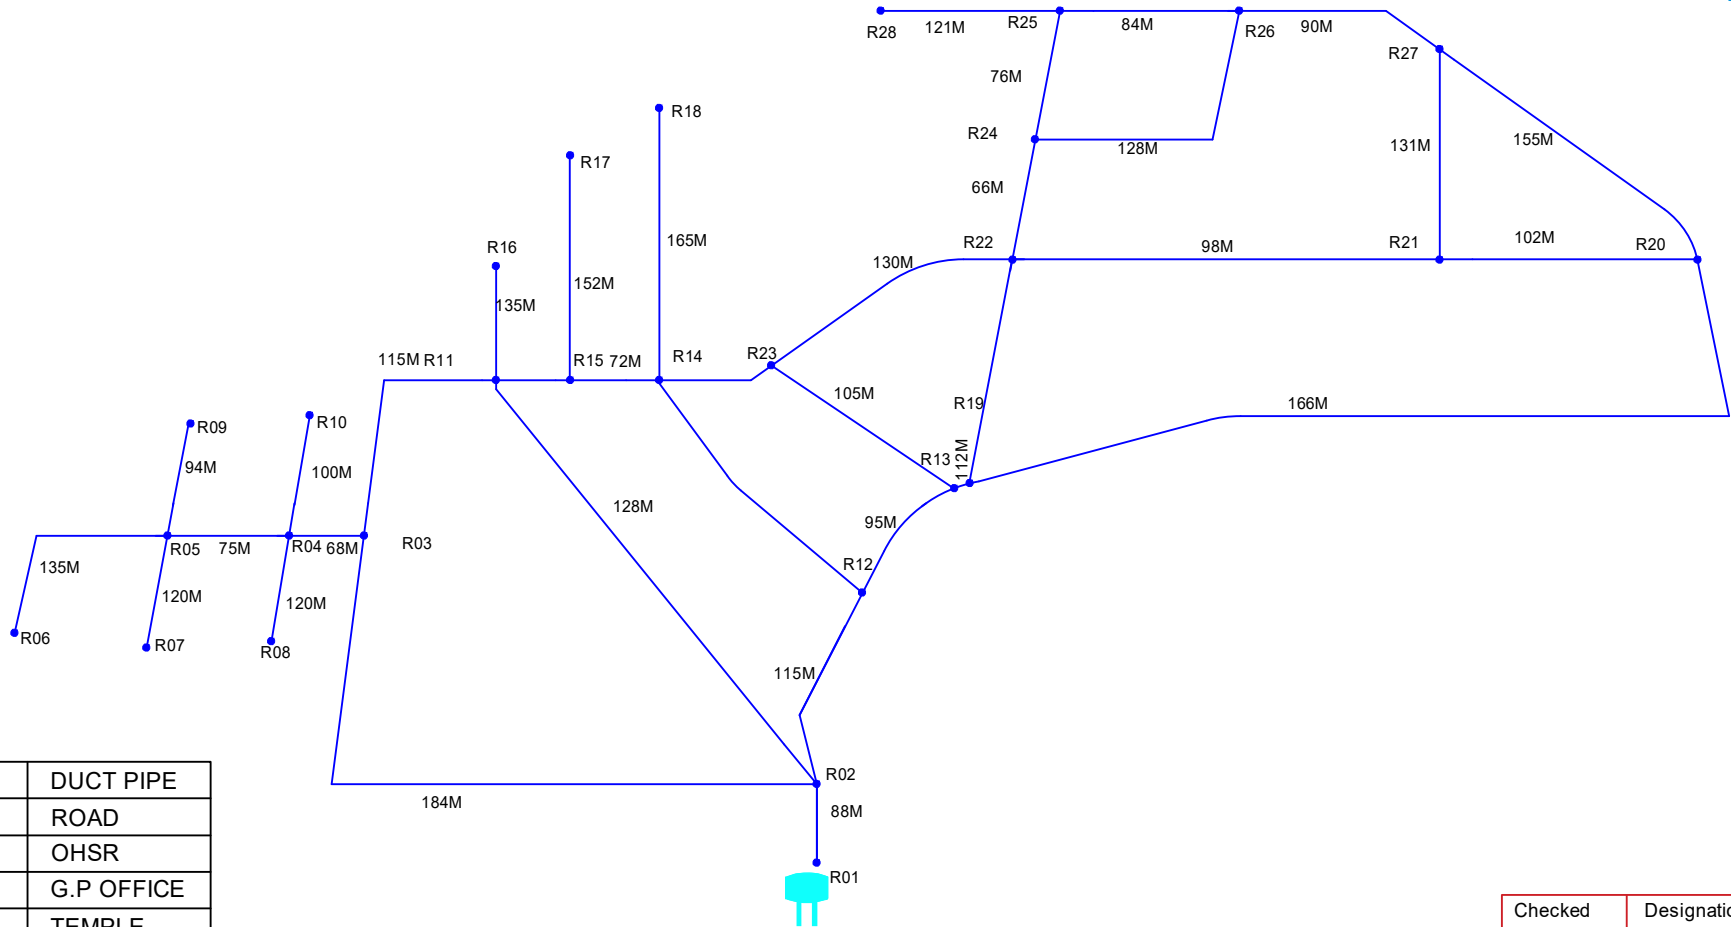 R28
121M
R25
84M
R26
90M
R27
76M
R18
R24
128M
131M
155M
R17
66M
R16
165M
R22
98M
R21
102M
R20
130M
152M
135M
115M R11
R15 72M
R14
R23
105M
R19
166M
R09
R10
94M
100M
R13
112M
128M
95M
R05
75M
R04 68M
R03
135M
120M
120M
R12
R06
R07
R08
115M
R02
184M
88M
R01
DUCT PIPE
ROAD
OHSR
G.P OFFICE
TEMPLE
Checked
Designatio